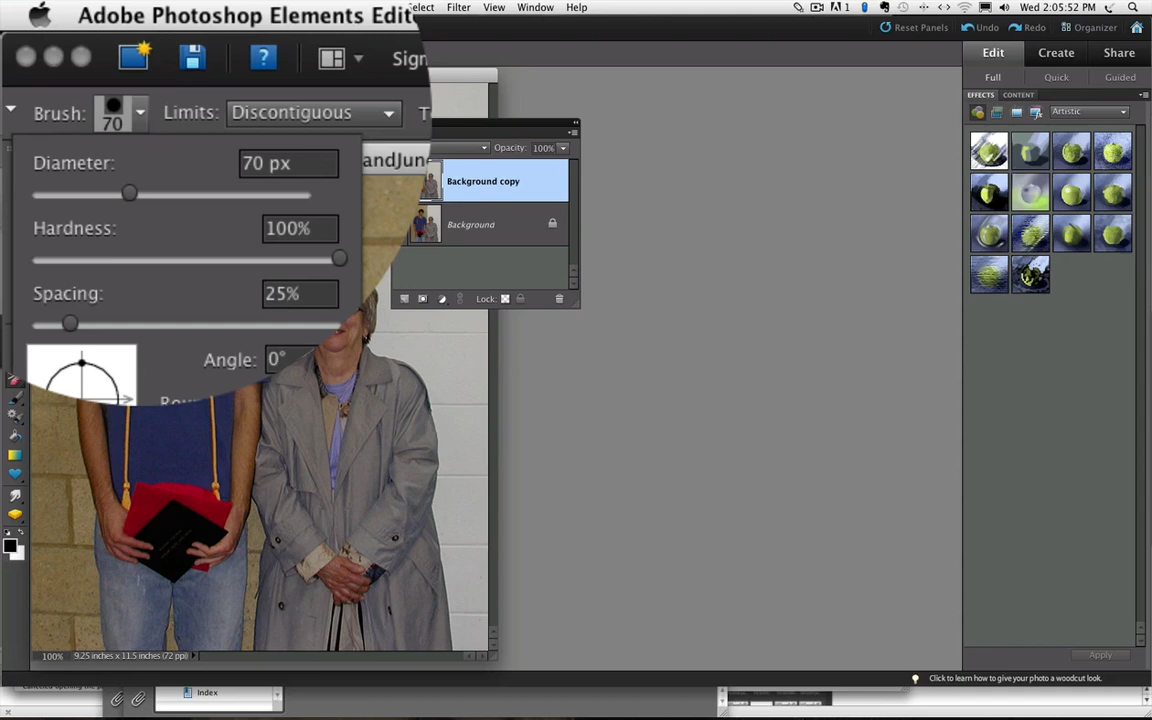 Adobe Photoshop Elements Edit
Select Filter View Window Help
1 Wed 2:05:52 PM
Sign
Reset Panels Undo Redo Organizer
Brush: 70 Limits: Discontiguous T
Edit Create Share
Full Quick Guided
EFFECTS CONTENT
Artistic
Diameter: 70 px
andJun
Opacity: 100%
Background copy
Hardness: 100%
Background
Spacing: 25%
Lock:
Angle: 0°
100% 9.25 inches x 11.5 inches (72 ppi)
Apply
Click to learn how to give your photo a woodcut look.
Index